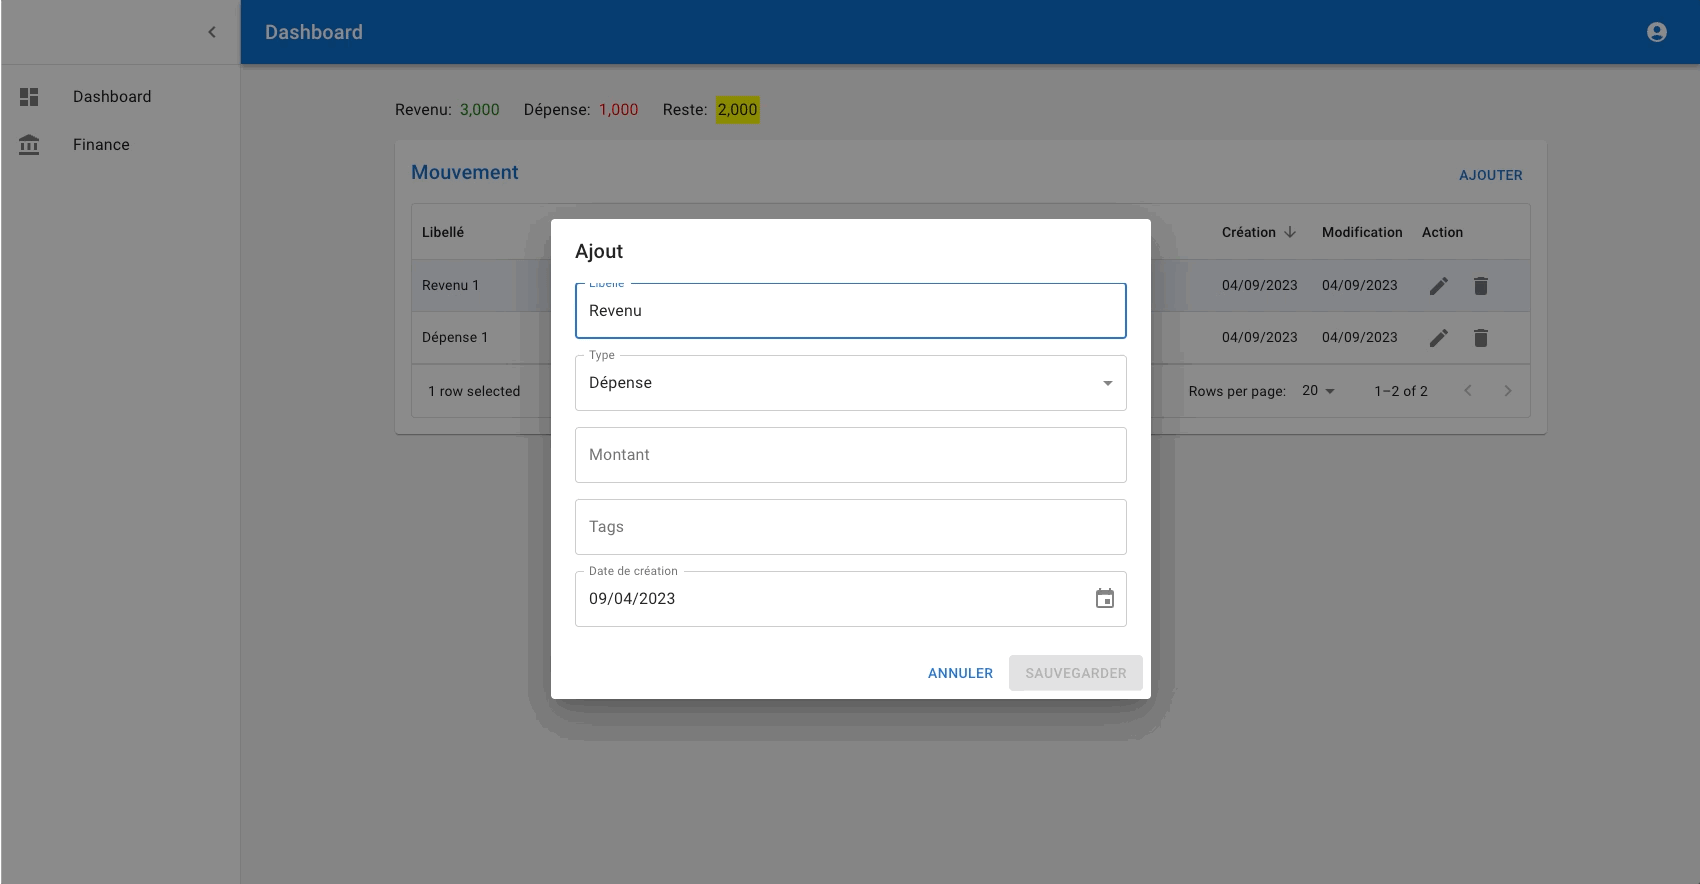 Dashboard
Dashboard
Finance
Revenu: 3,000 Dépense: 1,000 Reste: 2,000
Mouvement
AJOUTER
Libellé Création Modification Action
Revenu 1 04/09/2023 04/09/2023
Dépense 1 04/09/2023 04/09/2023
1 row selected Rows per page: 20 1–2 of 2
Ajout
Libellé
Revenu
Type
Dépense
Montant
Tags
Date de création
09/04/2023
ANNULER SAUVEGARDER